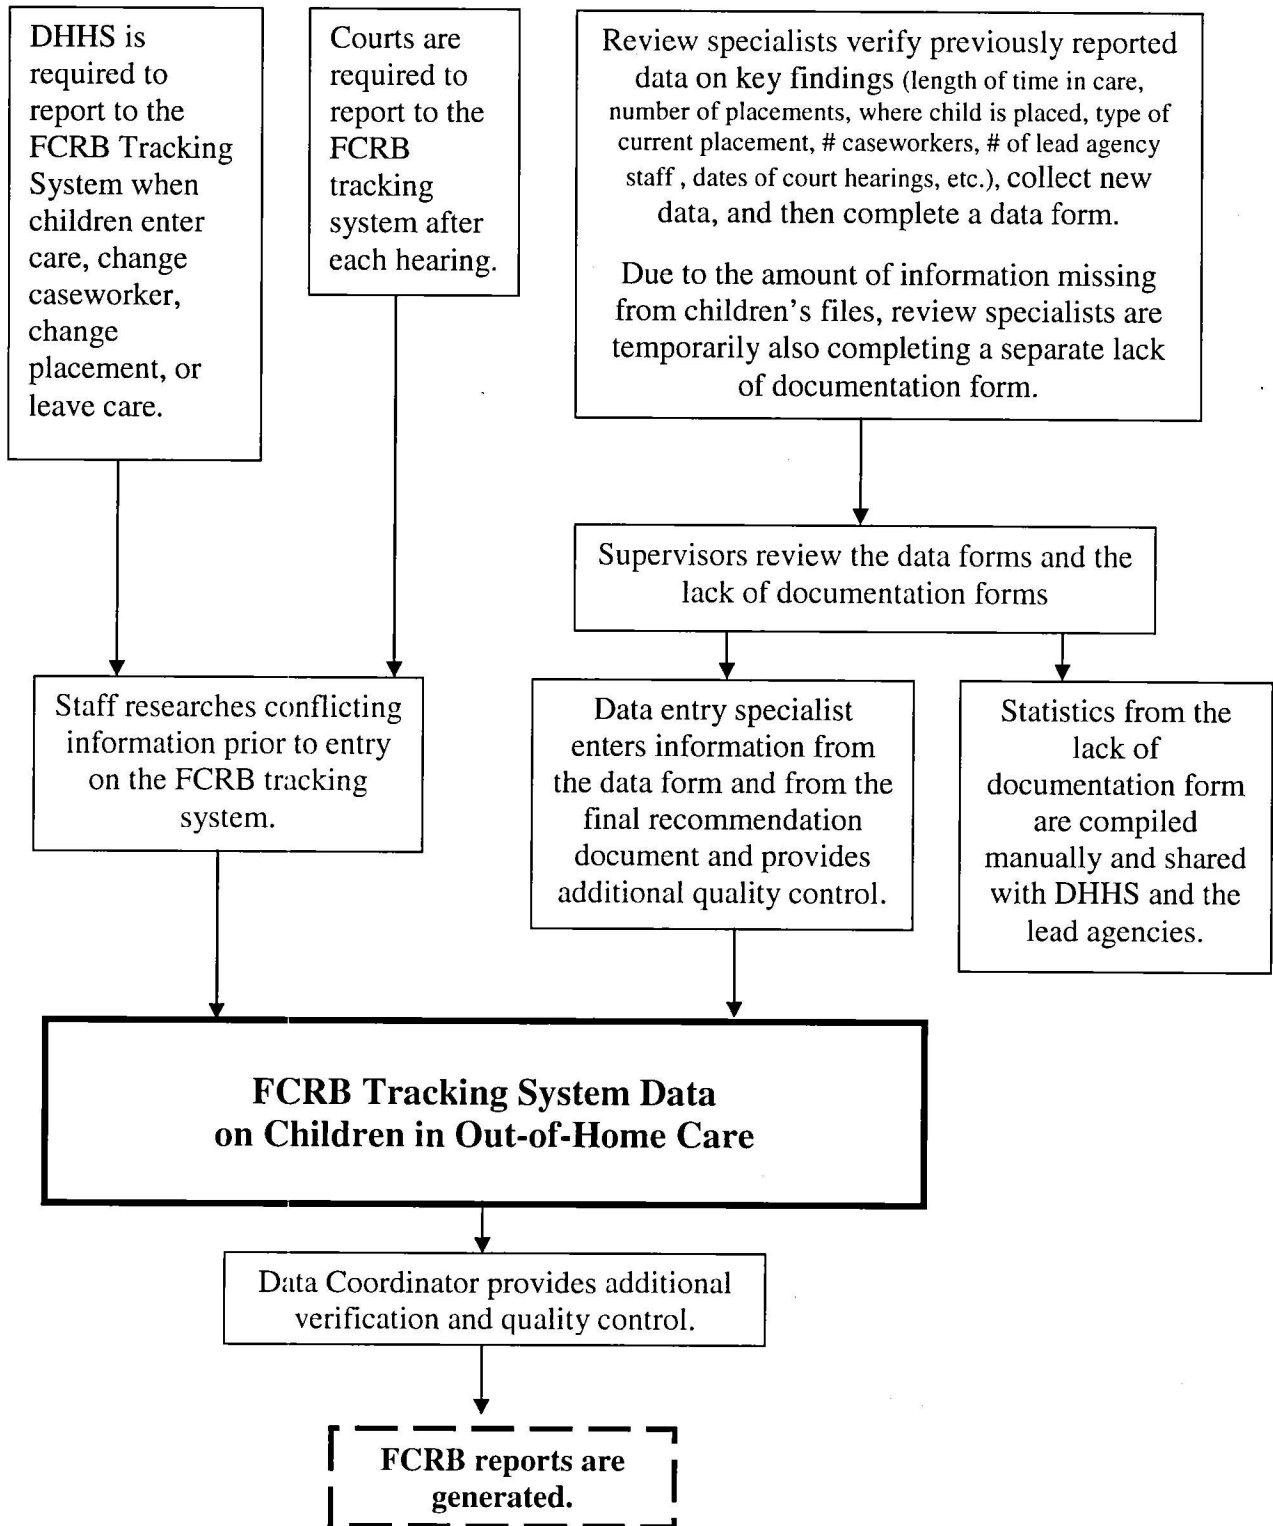 DHHS is
required to
report to the
FCRB Tracking
System when
children enter
care, change
caseworker,
change
placement, or
leave care.
Courts are
required to
report to the
FCRB
tracking
system after
each hearing.
Review specialists verify previously reported
data on key findings (length of time in care,
number of placements, where child is placed, type of
current placement, # caseworkers, # of lead agency
staff , dates of court hearings, etc.), collect new
data, and then complete a data form.
Due to the amount of information missing
from children's files, review specialists are
temporarily also completing a separate lack
of documentation form.
Supervisors review the data forms and the
lack of documentation forms
Staff researches conflicting
information prior to entry
on the FCRB tracking
system.
Data entry specialist
enters information from
the data form and from the
final recommendation
document and provides
additional quality control.
Statistics from the
lack of
documentation form
are compiled
manually and shared
with DHHS and the
lead agencies.
FCRB Tracking System Data
on Children in Out-of-Home Care
Data Coordinator provides additional
verification and quality control.
FCRB reports are
generated.